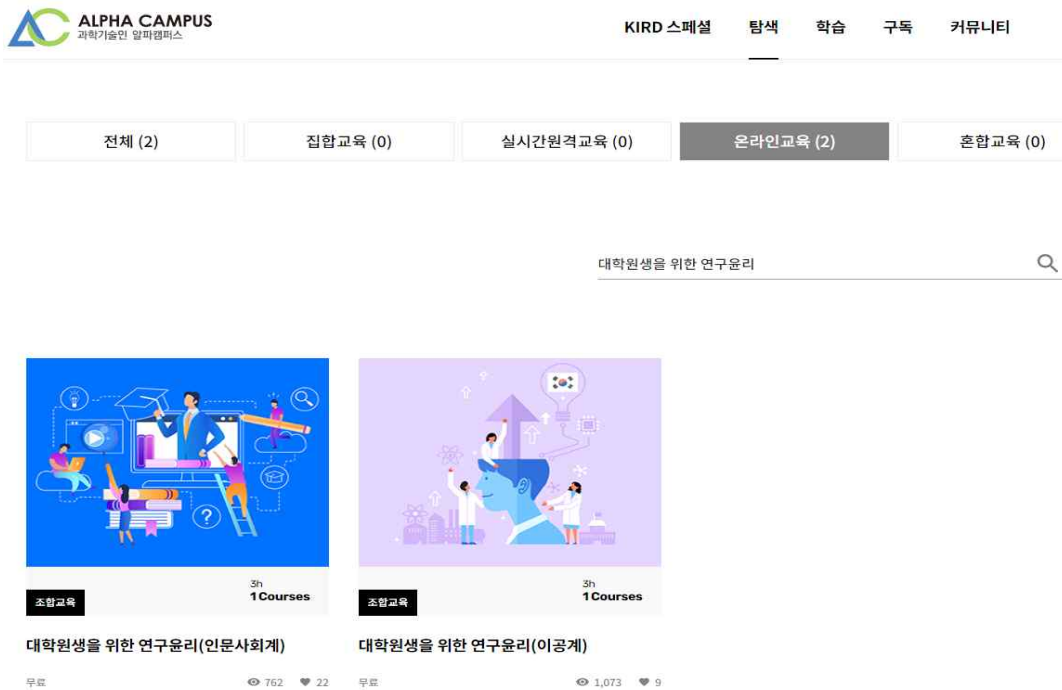 ALPHA CAMPUS
과학기술인 알파캠퍼스
KIRD 스페셜 탐색 학습 구독 커뮤니티
전체 (2) 집합교육 (0) 실시간원격교육 (0) 온라인교육 (2) 혼합교육 (0)
대학원생을 위한 연구윤리
3h 3h
조합교육 1 Courses 조합교육 1 Courses
대학원생을 위한 연구윤리(인문사회계) 대학원생을 위한 연구윤리(이공계)
무료 762 22 무료 1,073 9